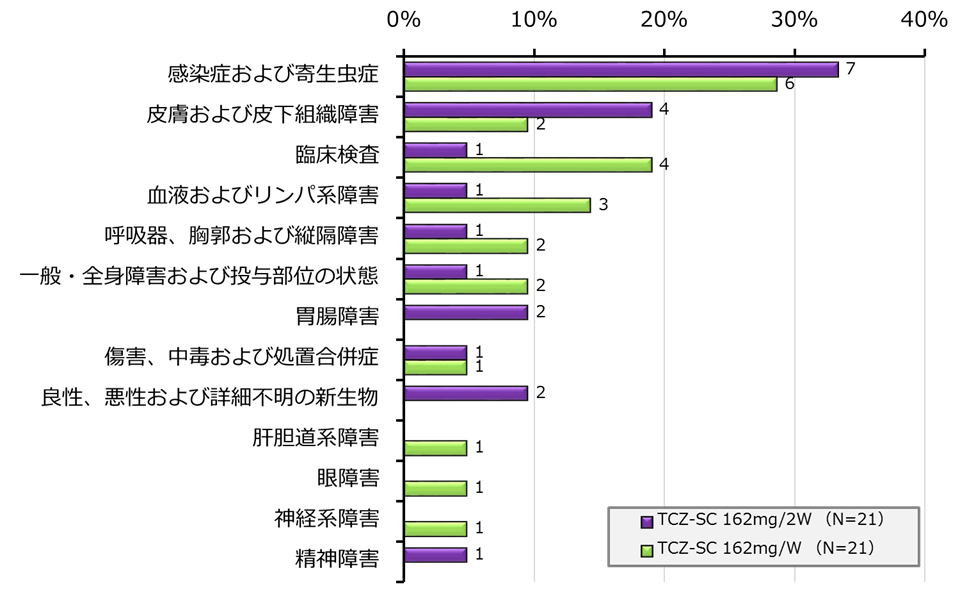 0% 10% 20% 30% 40%
感染症および寄生虫症 7
6
皮膚および皮下組織障害 4
2
臨床検査 1
4
血液およびリンパ系障害 1
3
呼吸器、胸郭および縦隔障害 1
2
一般・全身障害および投与部位の状態 1
2
胃腸障害 2
傷害、中毒および処置合併症 1
1
良性、悪性および詳細不明の新生物 2
肝胆道系障害 1
眼障害 1
神経系障害 1
精神障害 1
TCZ-SC 162mg/2W （N=21）
TCZ-SC 162mg/W （N=21）